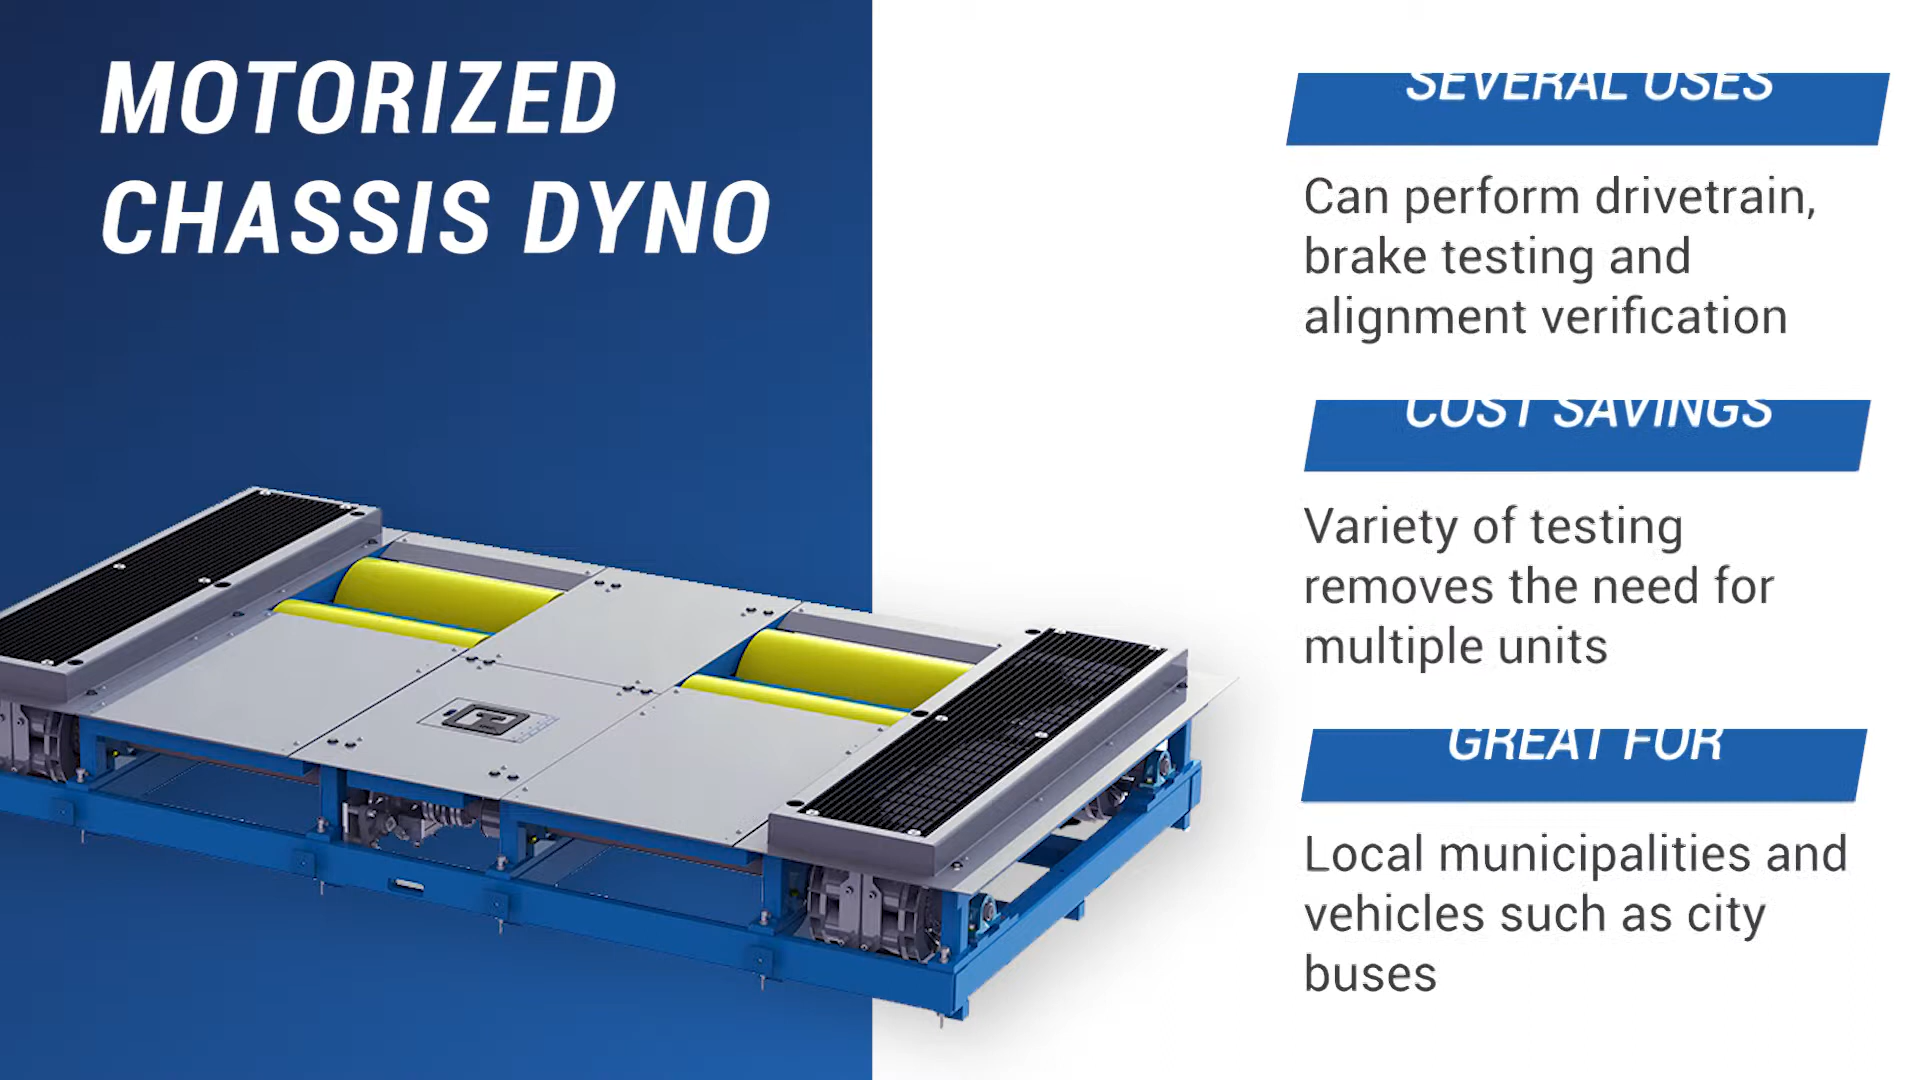 MOTORIZED
CHASSIS DYNO
SEVERAL USES
Can perform drivetrain,
brake testing and
alignment verification
COST SAVINGS
Variety of testing
removes the need for
multiple units
GREAT FOR
Local municipalities and
vehicles such as city
buses